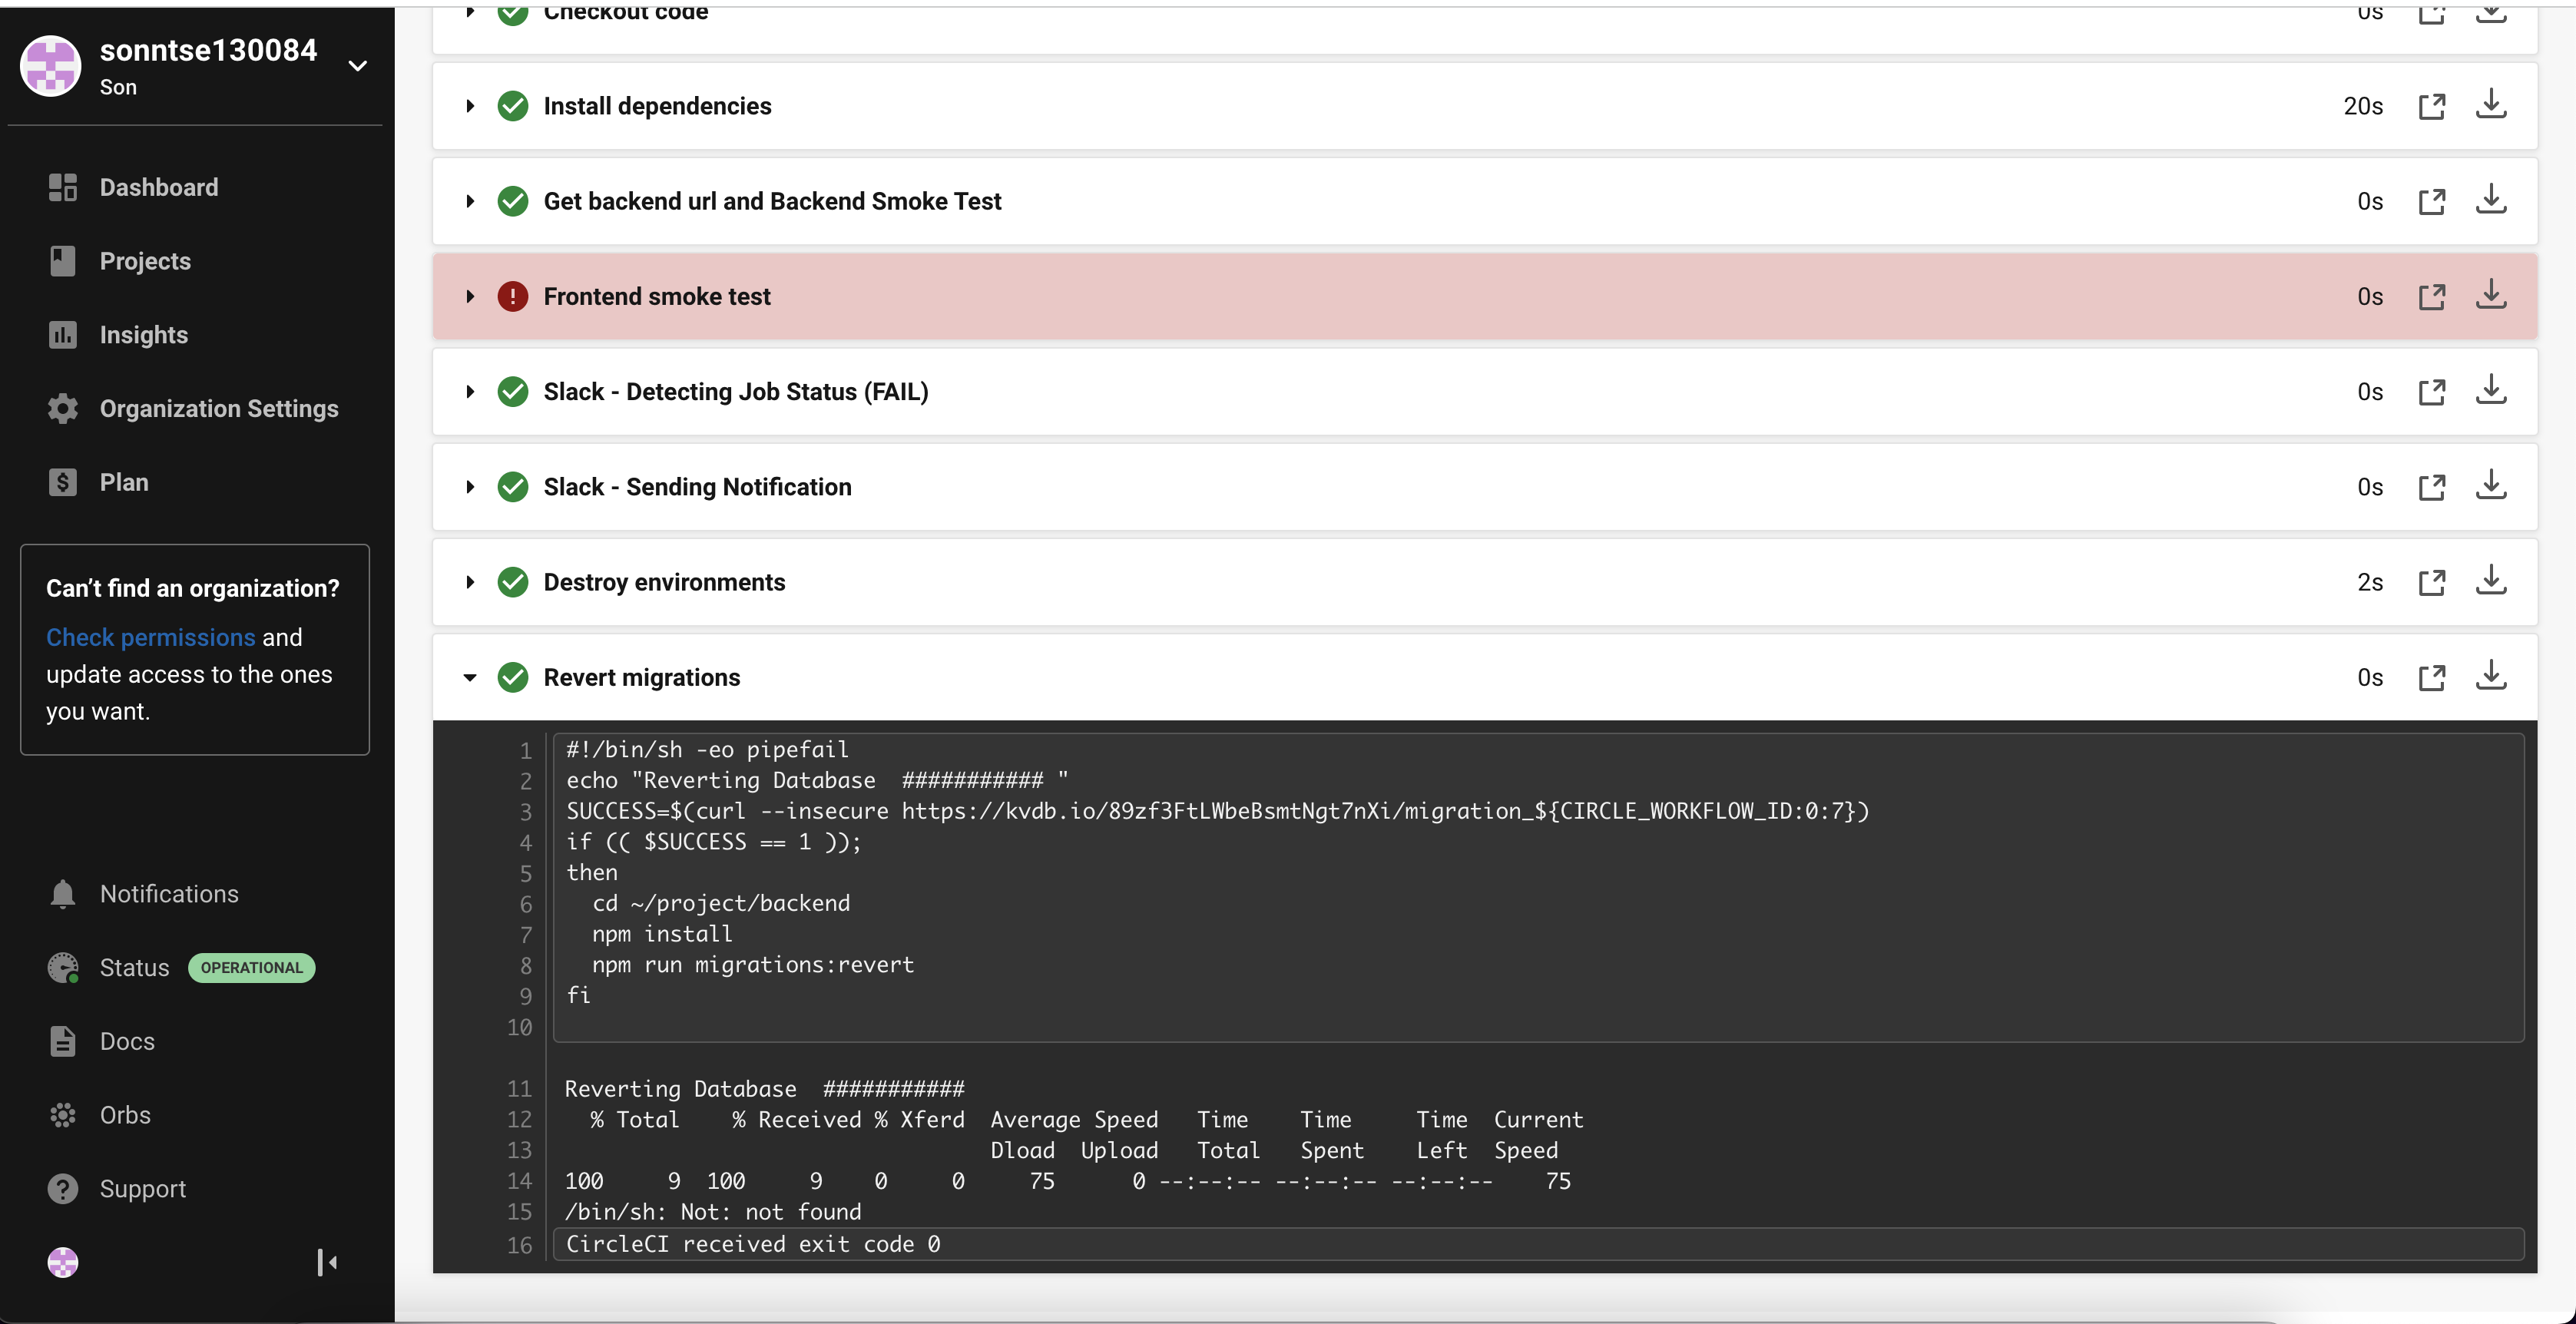 sonntse130084
Son
Dashboard
Projects
Insights
Organization Settings
Plan
Can’t find an organization?
Check permissions and
update access to the ones
you want.
Notifications
Status OPERATIONAL
Docs
Orbs
Support
Checkout code 0s
Install dependencies 20s
Get backend url and Backend Smoke Test 0s
Frontend smoke test 0s
Slack - Detecting Job Status (FAIL) 0s
Slack - Sending Notification 0s
Destroy environments 2s
Revert migrations 0s
1 #!/bin/sh -eo pipefail
2 echo "Reverting Database  ########### "
3 SUCCESS=$(curl --insecure https://kvdb.io/89zf3FtLWbeBsmtNgt7nXi/migration_${CIRCLE_WORKFLOW_ID:0:7})
4 if (( $SUCCESS == 1 ));
5 then
6   cd ~/project/backend
7   npm install
8   npm run migrations:revert
9 fi
10
11 Reverting Database  ###########
12   % Total    % Received % Xferd  Average Speed   Time    Time     Time  Current
13                                  Dload  Upload   Total   Spent    Left  Speed
14 100     9  100     9    0     0     75      0 --:--:-- --:--:-- --:--:--    75
15 /bin/sh: Not: not found
16 CircleCI received exit code 0